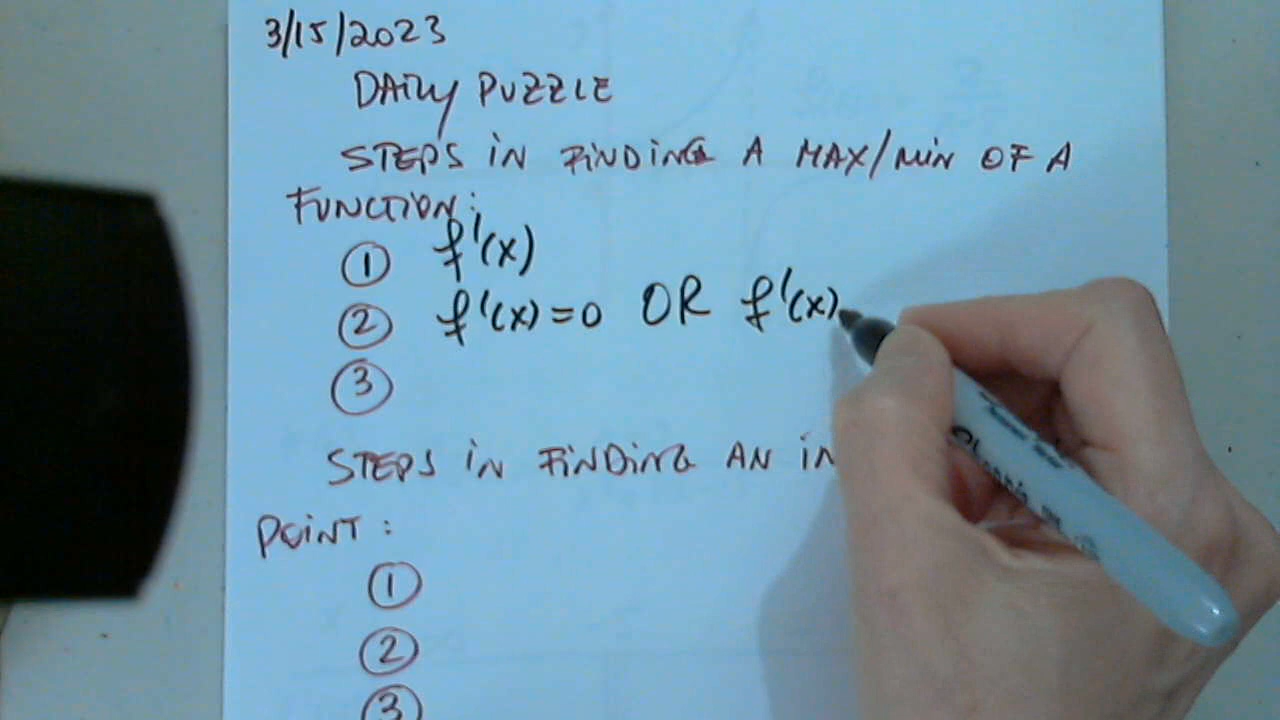 3/15/2023
DAILY PUZZLE
STEPS IN FINDING A MAX/MIN OF A
FUNCTION:
① f'(x)
② f'(x)=0 OR f'(x)
③
STEPS IN FINDING AN IN
POINT:
①
②
③